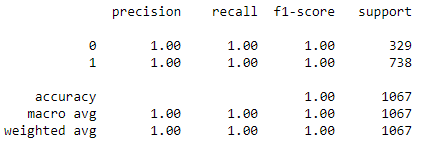 precision recall f1-score support
0 1.00 1.00 1.00 329
1 1.00 1.00 1.00 738
accuracy 1.00 1067
macro avg 1.00 1.00 1.00 1067
weighted avg 1.00 1.00 1.00 1067